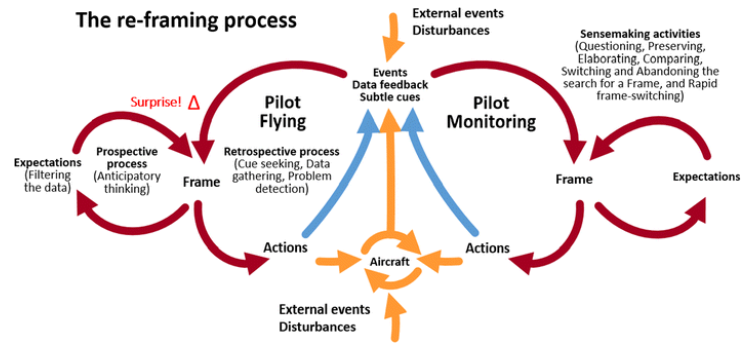 The re-framing process
External events
Disturbances
Sensemaking activities
(Questioning, Preserving,
Elaborating, Comparing,
Switching and Abandoning the
search for a Frame, and Rapid
frame-switching)
Events
Data feedback
Subtle cues
Surprise! Δ
Pilot
Flying
Pilot
Monitoring
Expectations
(Filtering
the data)
Prospective
process
(Anticipatory
thinking)
Frame
Retrospective process
(Cue seeking, Data
gathering, Problem
detection)
Frame
Expectations
Actions
Aircraft
Actions
External events
Disturbances